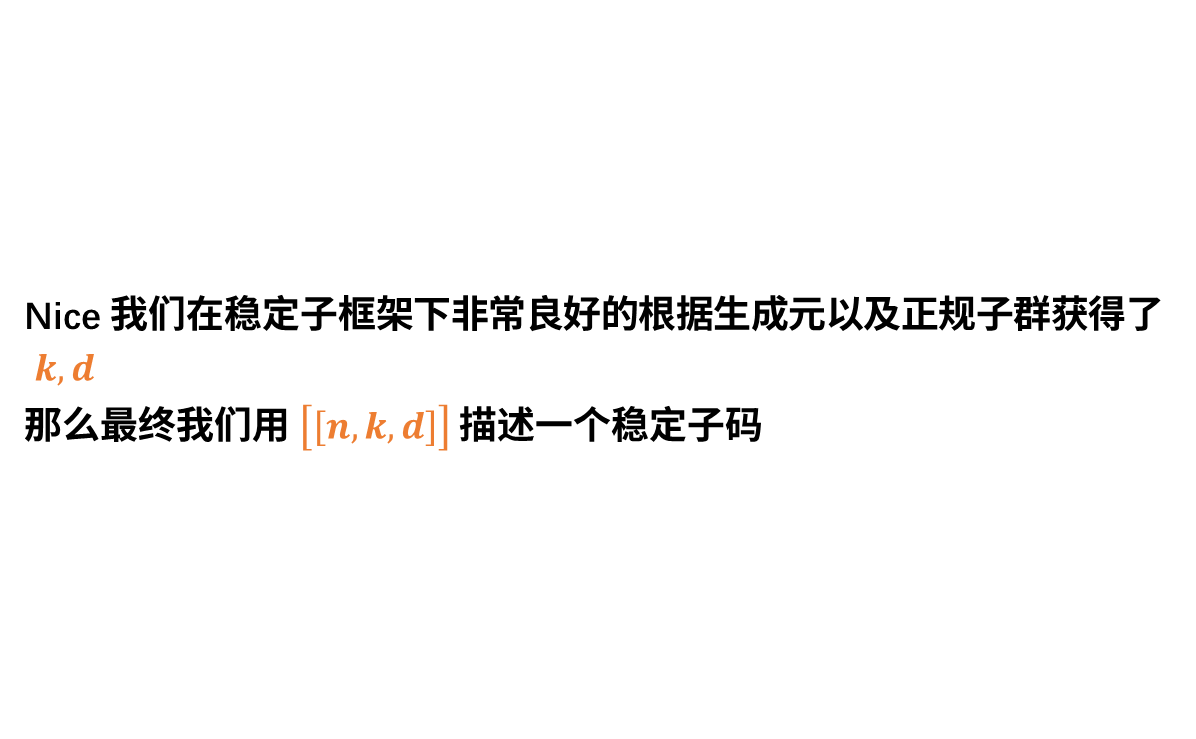 Nice 我们在稳定子框架下非常良好的根据生成元以及正规子群获得了
k, d
那么最终我们用 [[n, k, d]] 描述一个稳定子码